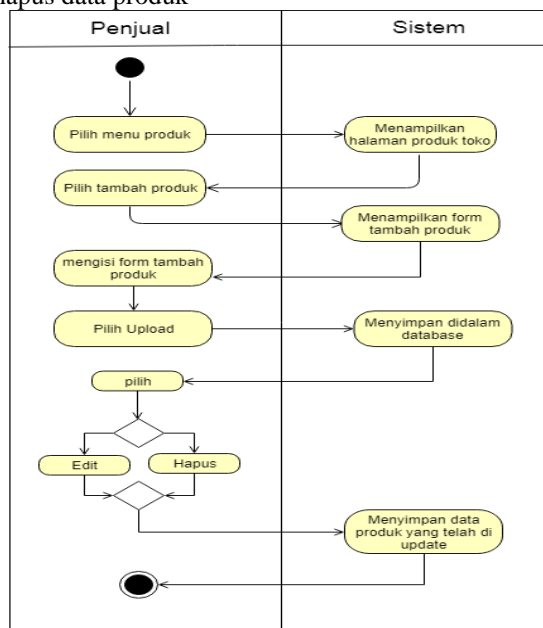 hapus data produk
Penjual
Sistem
Pilih menu produk
Menampilkan
halaman produk toko
Pilih tambah produk
Menampilkan form
tambah produk
mengisi form tambah
produk
Pilih Upload
Menyimpan didalam
database
pilih
Edit
Hapus
Menyimpan data
produk yang telah di
update